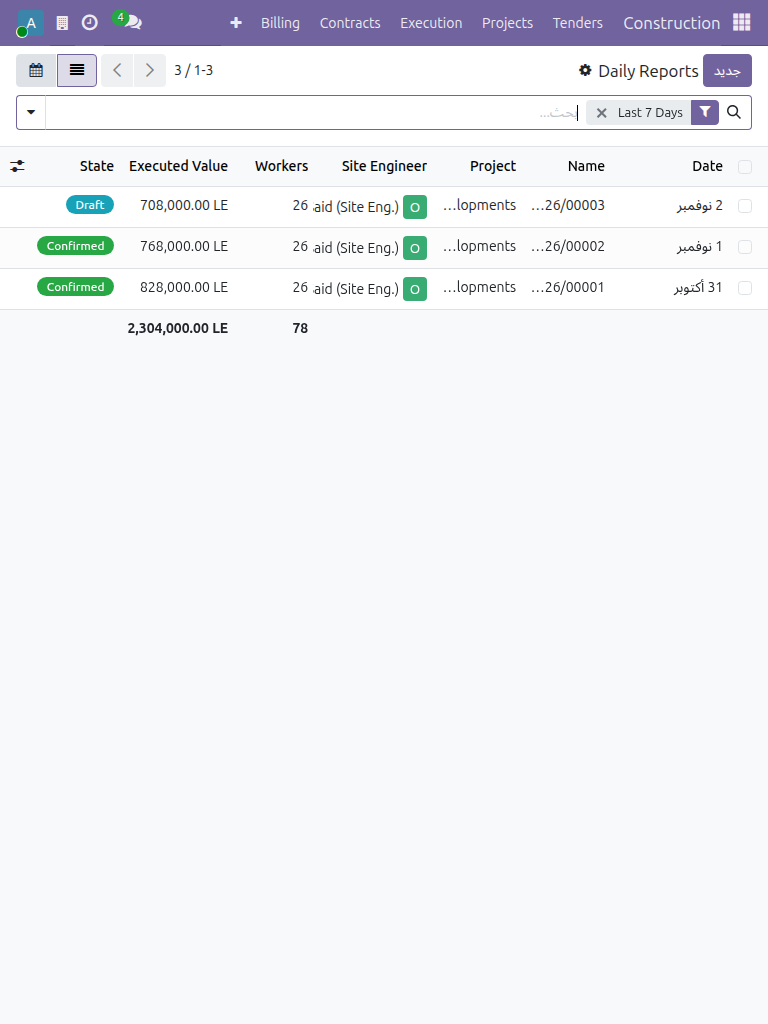 Construction Tenders Projects Execution Contracts Billing 4 A
جديد Daily Reports 3 / 1-3
Last 7 Days
Date Name Project Site Engineer Workers Executed Value State
2 نوفمبر ...26/00003 ...lopments O aid (Site Eng.) 26 708,000.00 LE Draft
1 نوفمبر ...26/00002 ...lopments O aid (Site Eng.) 26 768,000.00 LE Confirmed
31 أكتوبر ...26/00001 ...lopments O aid (Site Eng.) 26 828,000.00 LE Confirmed
78 2,304,000.00 LE